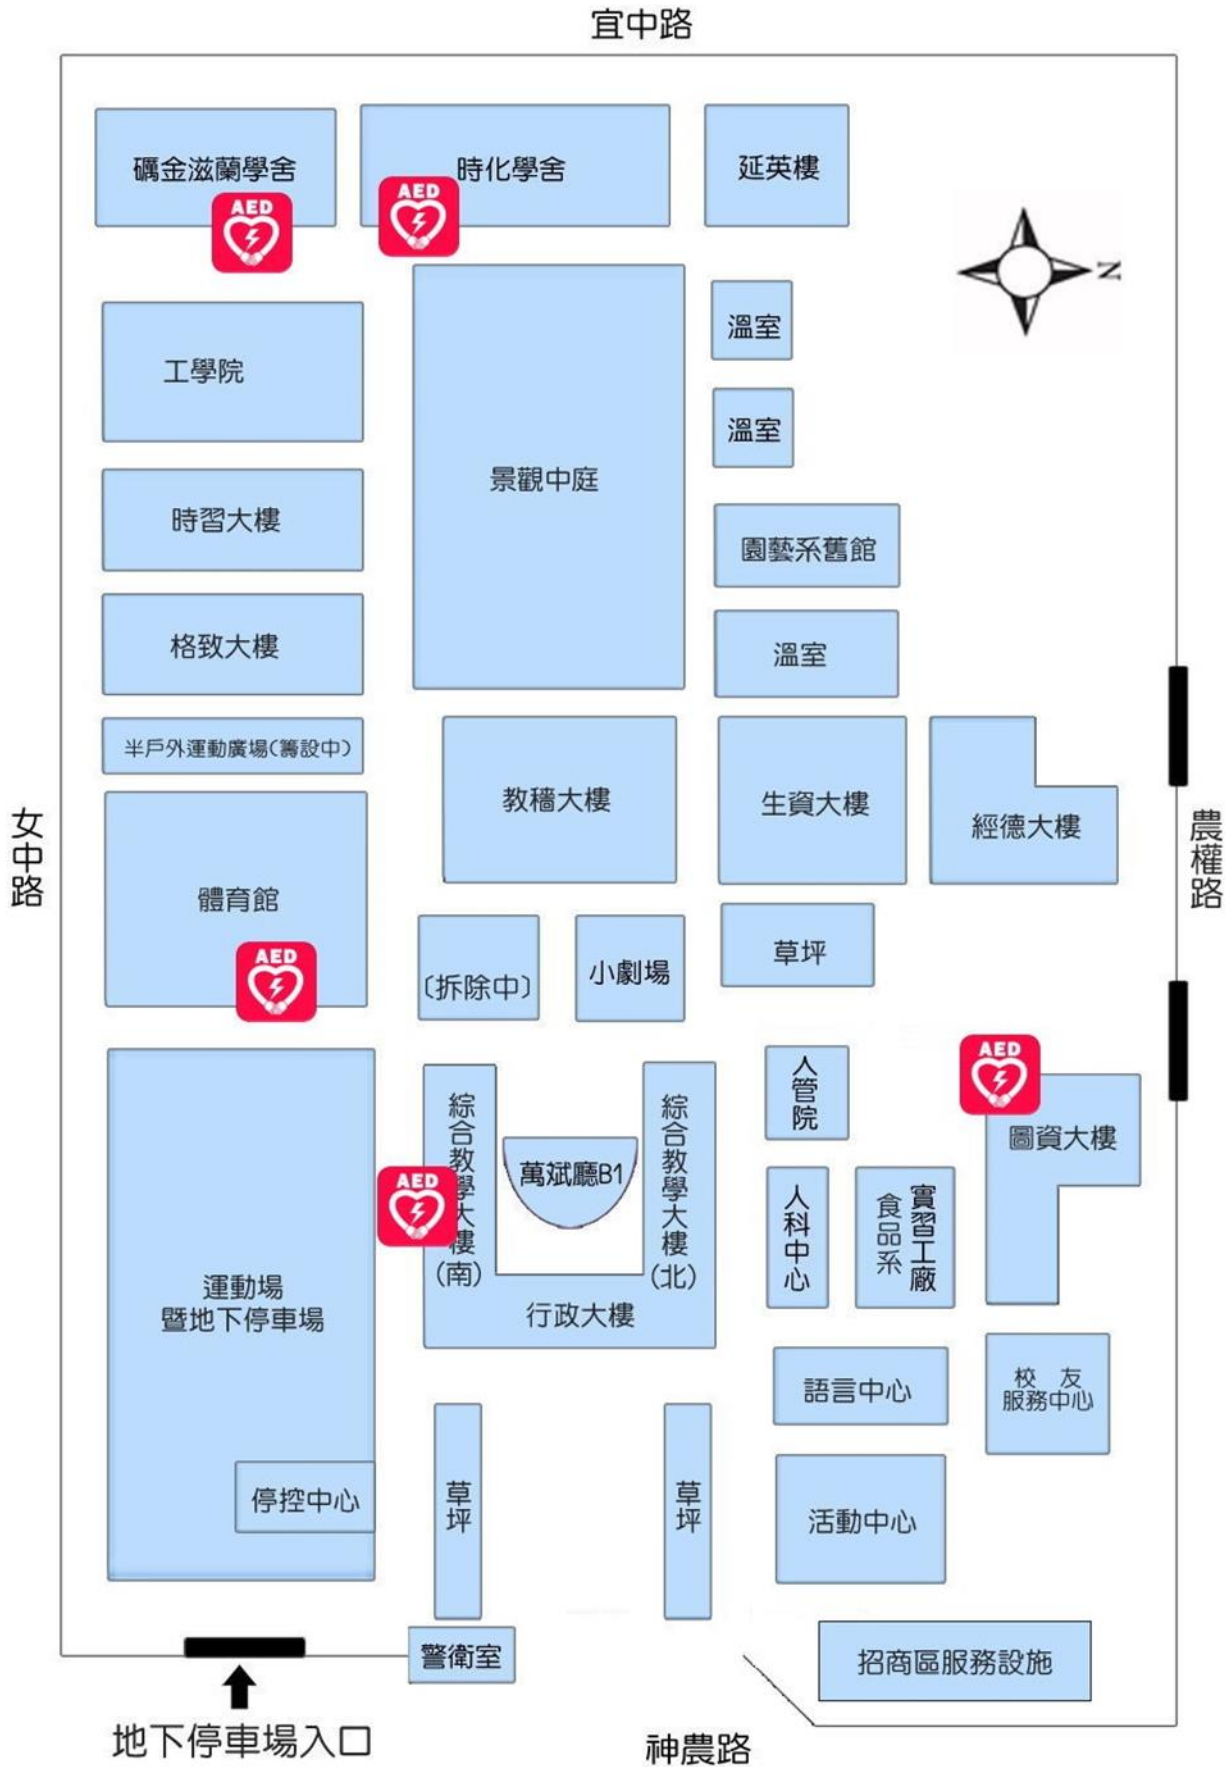 宜中路
礪金滋蘭學舍
時化學舍
延英樓
AED
AED
N
溫室
工學院
溫室
景觀中庭
時習大樓
園藝系舊館
格致大樓
溫室
半戶外運動廣場(籌設中)
教穡大樓
生資大樓
經德大樓
女中路
農權路
體育館
AED
〔拆除中〕
小劇場
草坪
人管院
AED
圖資大樓
綜合教學大樓(南)
AED
萬斌廳B1
綜合教學大樓(北)
人科中心
食品系
實習工廠
運動場
暨地下停車場
行政大樓
語言中心
校 友
服務中心
停控中心
草坪
草坪
活動中心
警衛室
招商區服務設施
地下停車場入口
神農路